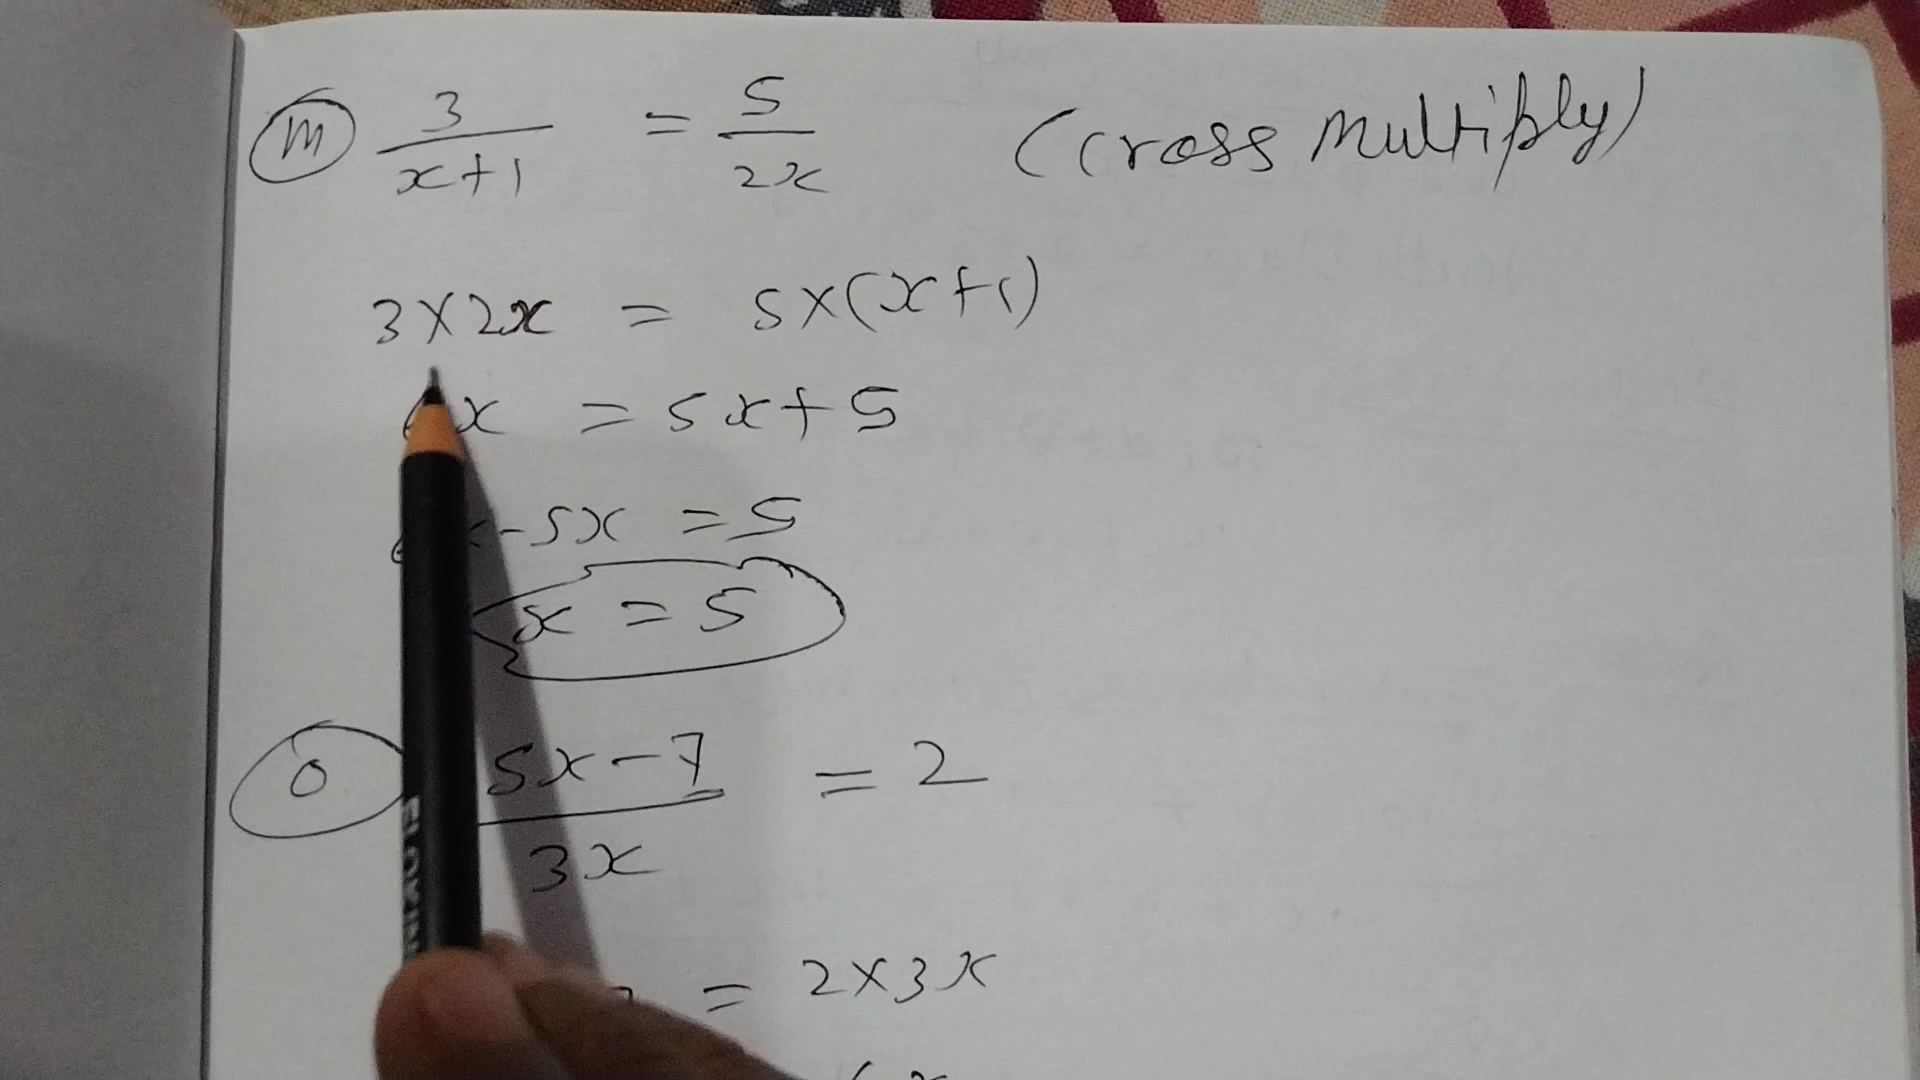 (m) 3/(x+1) = 5/2x (Cross Multiply)
3×2x = 5×(x+1)
6x = 5x+5
-5x = 5
x = 5
(o) (5x-7)/3x = 2
= 2×3x